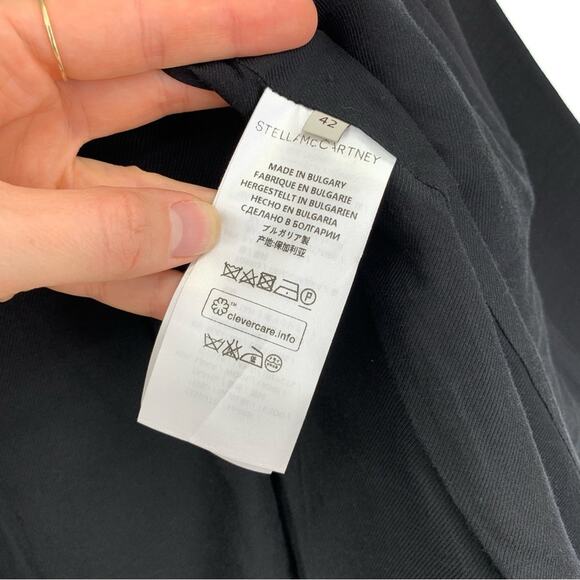 42
STELLAMcCARTNEY
MADE IN BULGARY
FABRIQUE EN BULGARIE
HERGESTELLT IN BULGARIEN
HECHO EN BULGARIA
СДЕЛАНО В БОЛГАРИИ
ブルガリア製
产地:保加利亚
P
™
clevercare.info